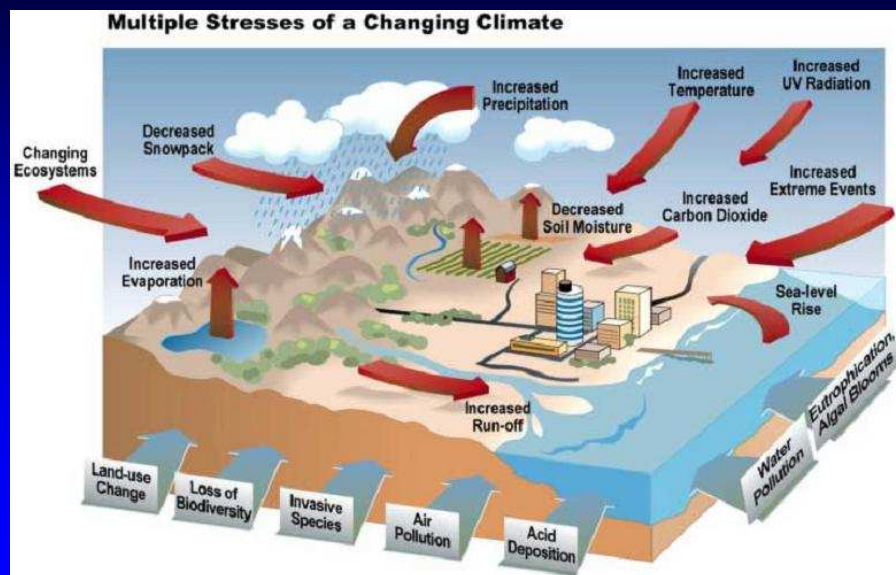 Multiple Stresses of a Changing Climate
Increased
Precipitation
Increased
Temperature
Increased
UV Radiation
Decreased
Snowpack
Changing
Ecosystems
Increased
Extreme Events
Increased
Carbon Dioxide
Decreased
Soil Moisture
Increased
Evaporation
Sea-level
Rise
Increased
Run-off
Eutrophication,
Algal Blooms
Water
Pollution
Land-use
Change
Loss of
Biodiversity
Invasive
Species
Air
Pollution
Acid
Deposition